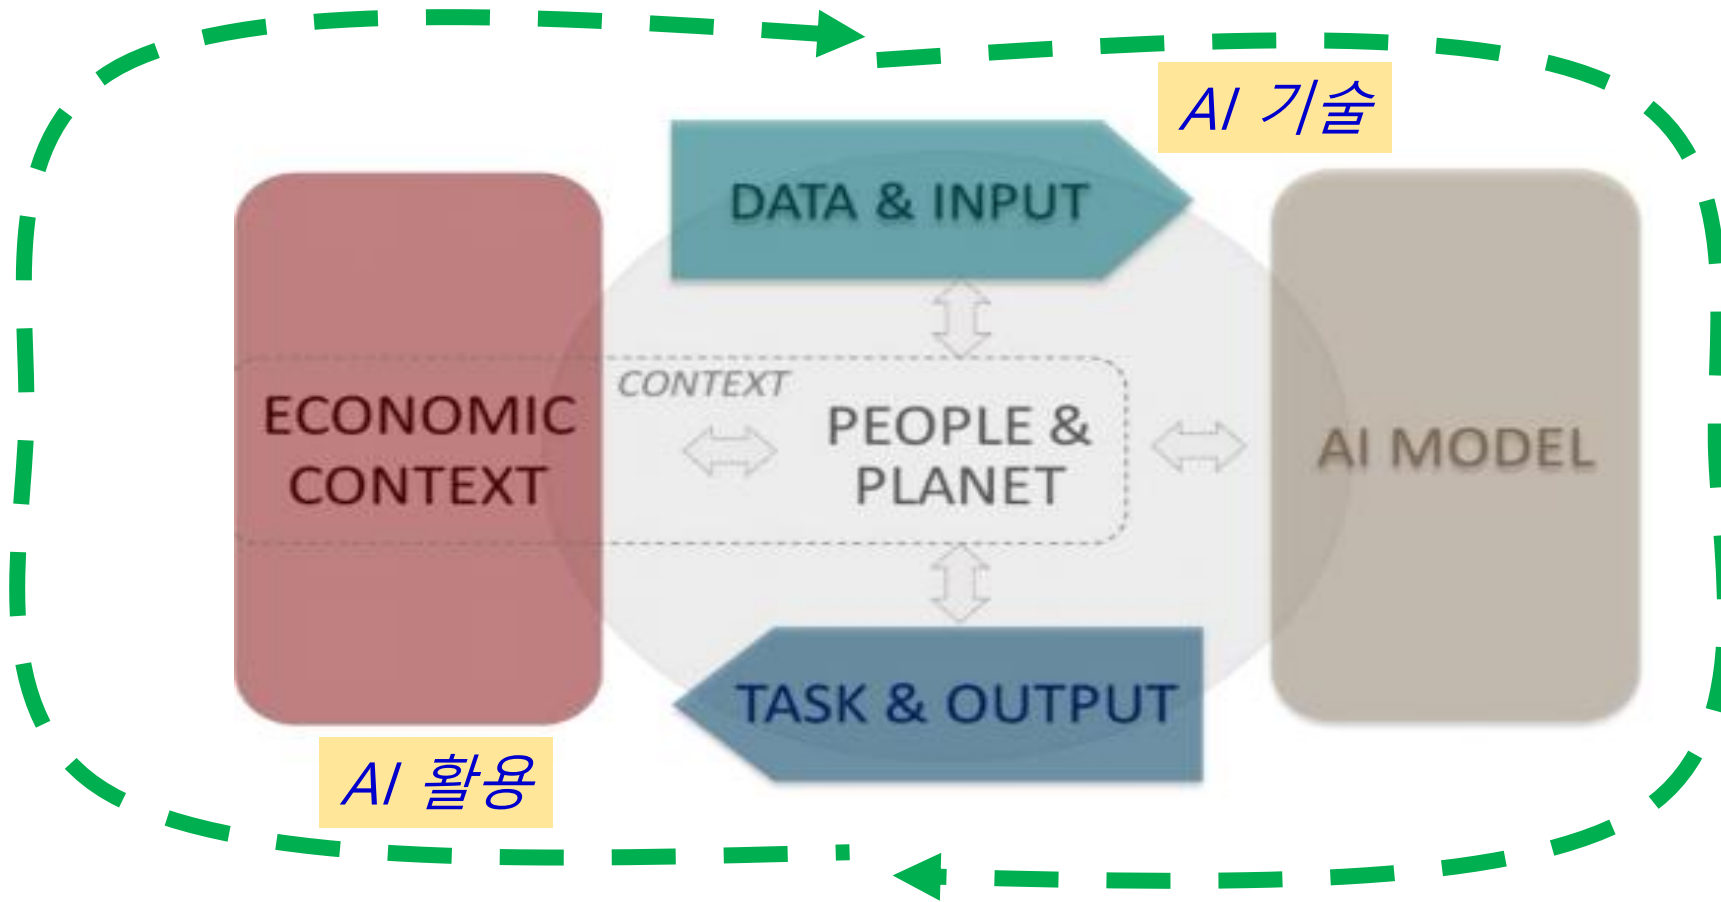 AI 기술
DATA & INPUT
ECONOMIC
CONTEXT
CONTEXT
PEOPLE &
PLANET
AI MODEL
TASK & OUTPUT
AI 활용